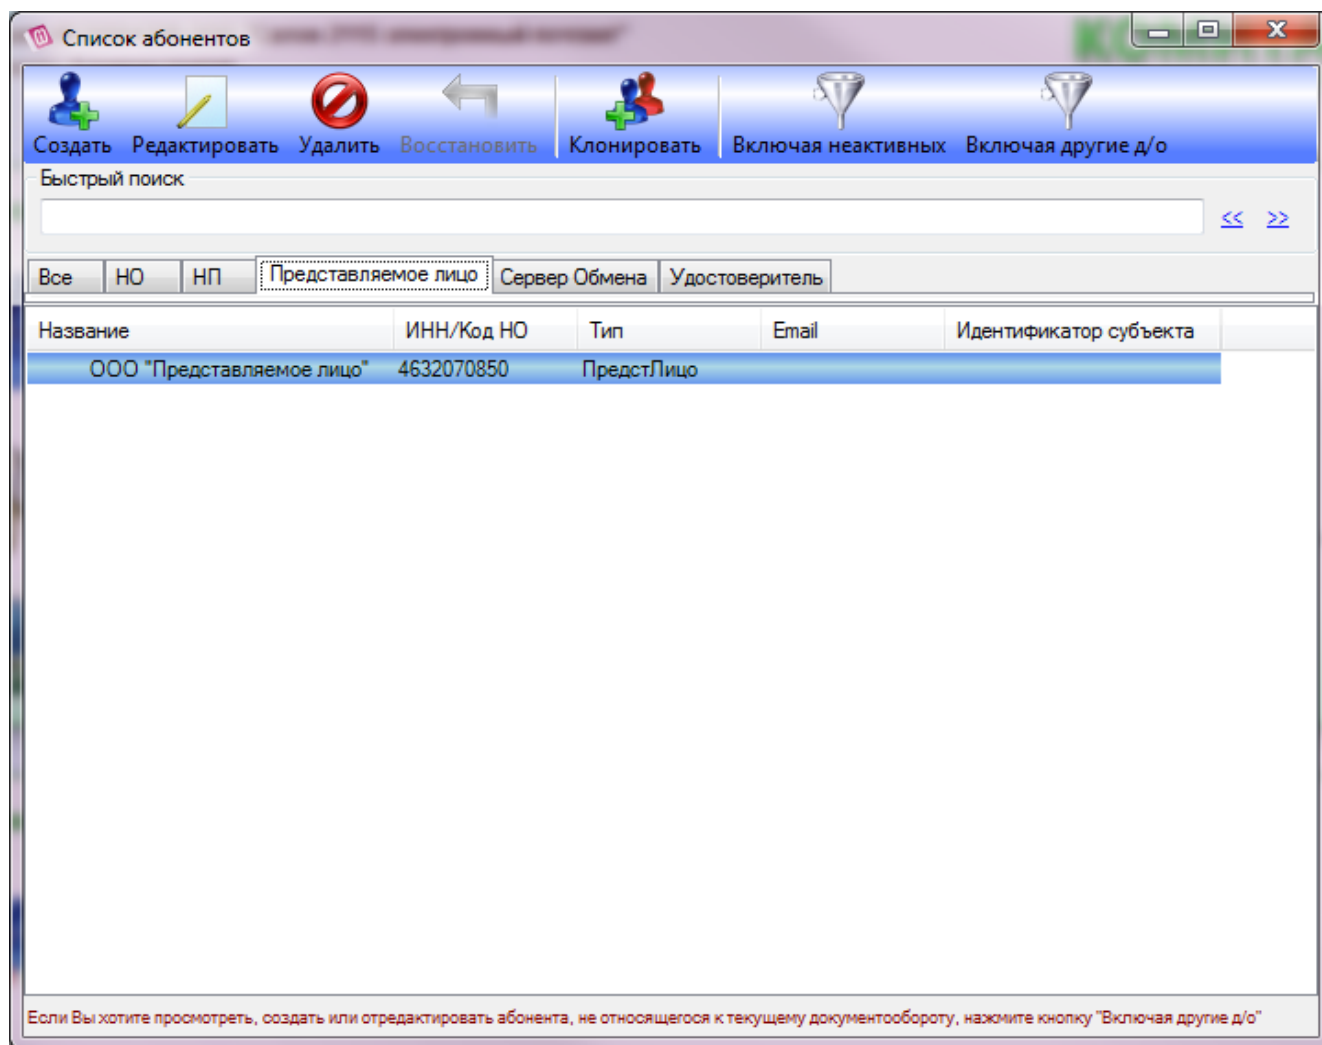 Список абонентов
Создать Редактировать Удалить Восстановить Клонировать Включая неактивных Включая другие д/о
Быстрый поиск
<< >>
Все НО НП Представляемое лицо Сервер Обмена Удостоверитель
Название ИНН/Код НО Тип Email Идентификатор субъекта
ООО "Представляемое лицо" 4632070850 ПредстЛицо
Если Вы хотите просмотреть, создать или отредактировать абонента, не относящегося к текущему документообороту, нажмите кнопку "Включая другие д/о"